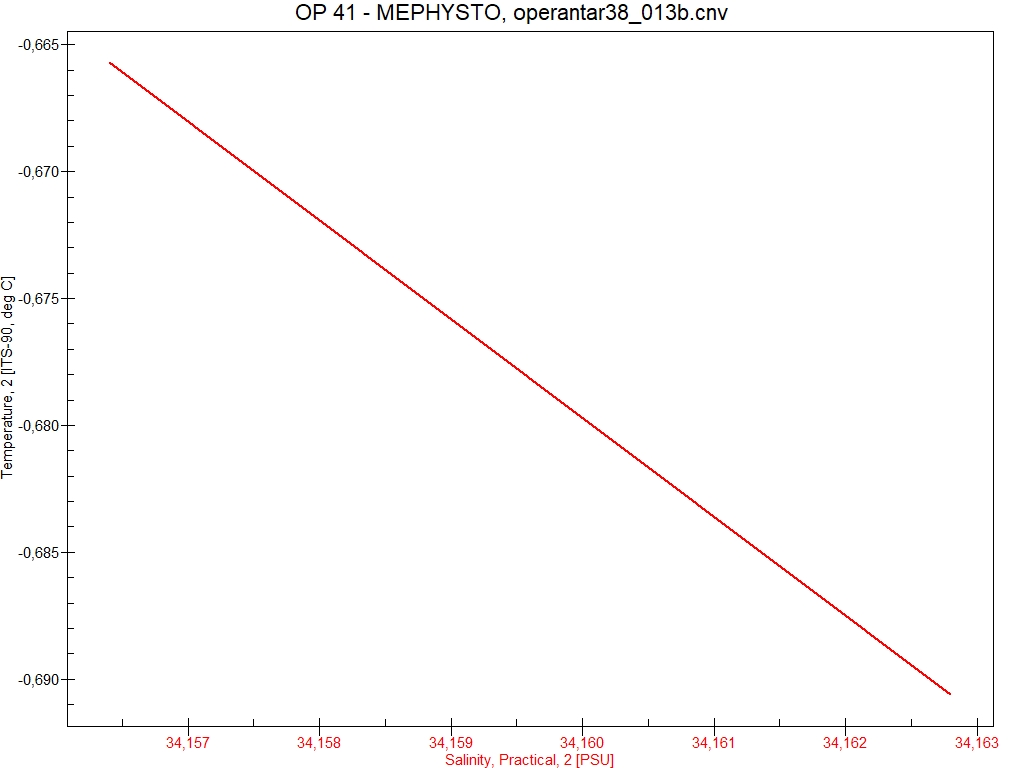 OP 41 - MEPHYSTO, operantar38_013b.cnv
-0,665
-0,670
-0,675
-0,680
-0,685
-0,690
Temperature, 2 [ITS-90, deg C]
34,157 34,158 34,159 34,160 34,161 34,162 34,163
Salinity, Practical, 2 [PSU]